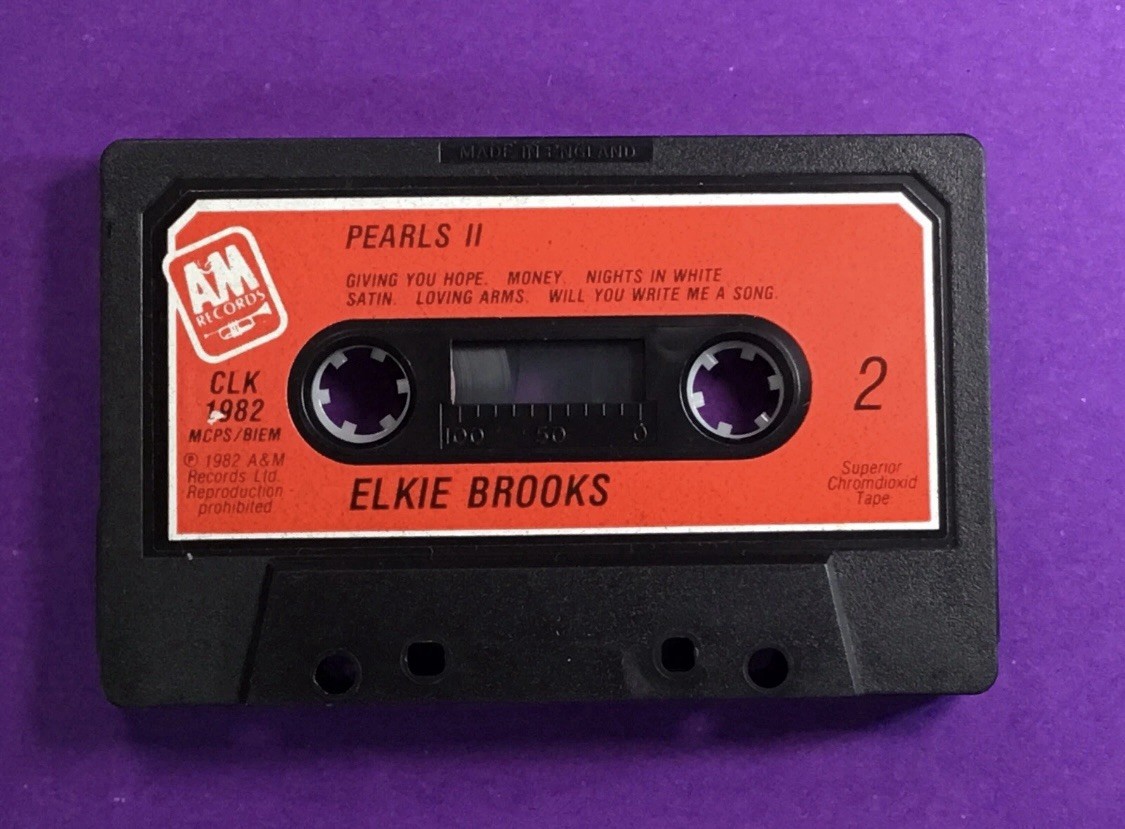 MADE IN ENGLAND
PEARLS II
GIVING YOU HOPE. MONEY. NIGHTS IN WHITE
SATIN. LOVING ARMS. WILL YOU WRITE ME A SONG.
A&M
RECORDS
CLK
1982
MCPS/BIEM
℗ 1982 A&M
Records Ltd.
Reproduction
prohibited
100 50 0
2
Superior
Chromdioxid
Tape
ELKIE BROOKS